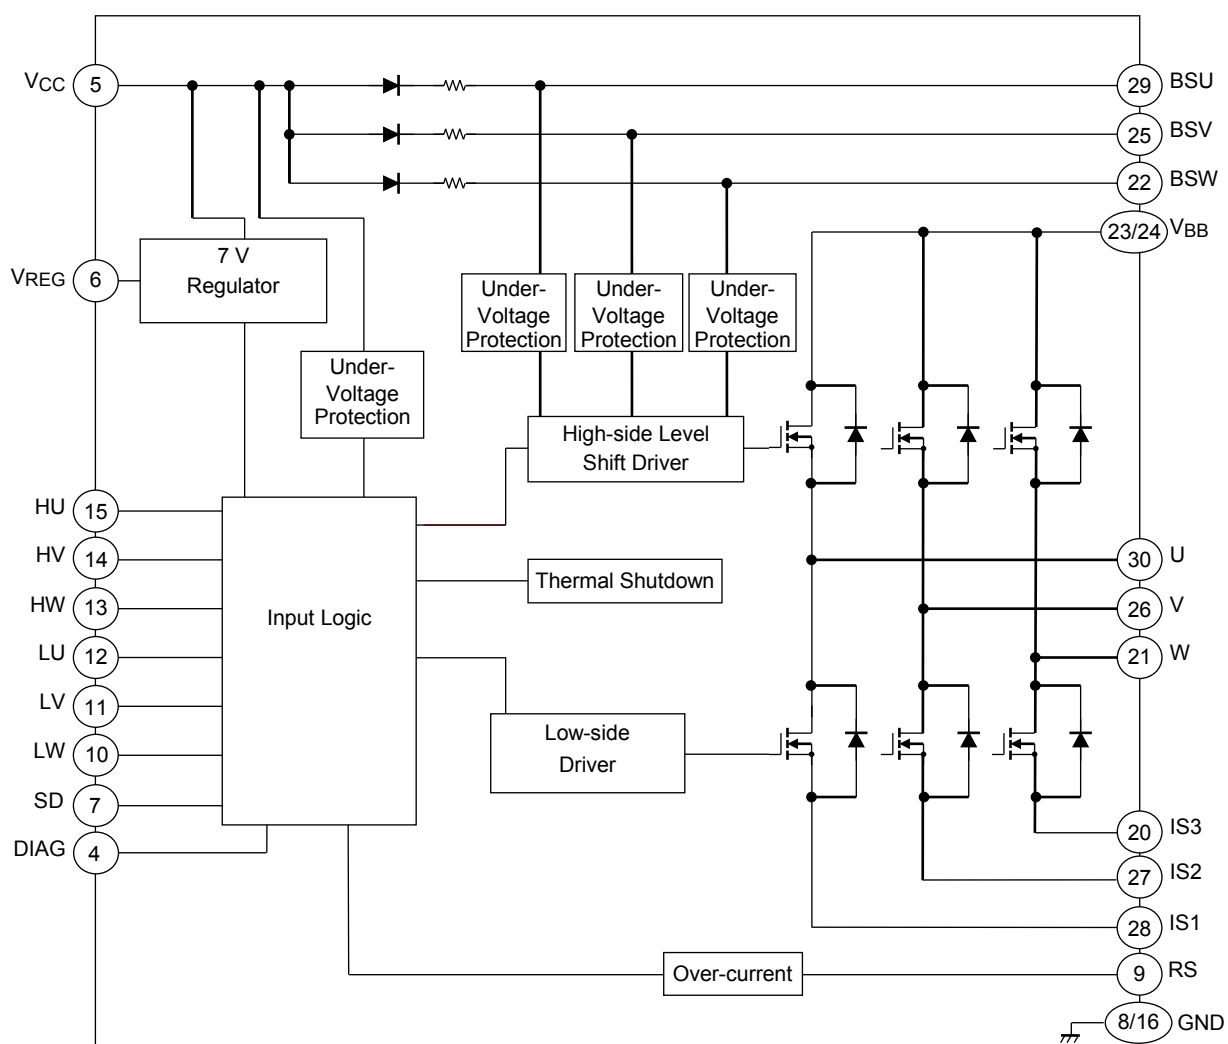 VCC 5
29 BSU
25 BSV
22 BSW
23/24 VBB
7 V
Regulator
VREG 6
Under-
Voltage
Protection
Under-
Voltage
Protection
Under-
Voltage
Protection
Under-
Voltage
Protection
High-side Level
Shift Driver
HU 15
HV 14
HW 13
LU 12
LV 11
LW 10
SD 7
DIAG 4
Input Logic
Thermal Shutdown
Low-side
Driver
30 U
26 V
21 W
20 IS3
27 IS2
28 IS1
Over-current
9 RS
8/16 GND